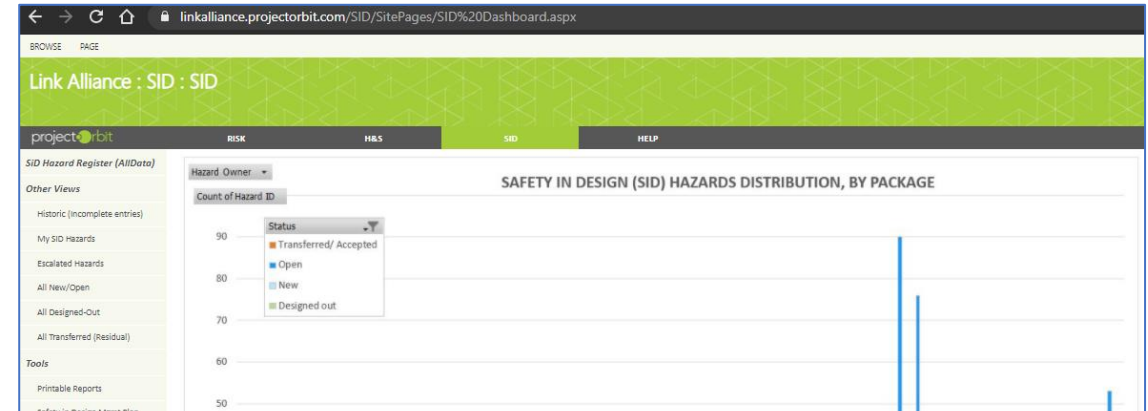 linkalliance.projectorbit.com/SID/SitePages/SID%20Dashboard.aspx
BROWSE PAGE
Link Alliance : SID : SID
projectorbit
RISK H&S SID HELP
SiD Hazard Register (AllData)
Other Views
Historic (Incomplete entries)
My SID Hazards
Escalated Hazards
All New/Open
All Designed-Out
All Transferred (Residual)
Tools
Printable Reports
Hazard Owner
SAFETY IN DESIGN (SID) HAZARDS DISTRIBUTION, BY PACKAGE
Count of Hazard ID
Status
Transferred/ Accepted
Open
New
Designed out
90
80
70
60
50